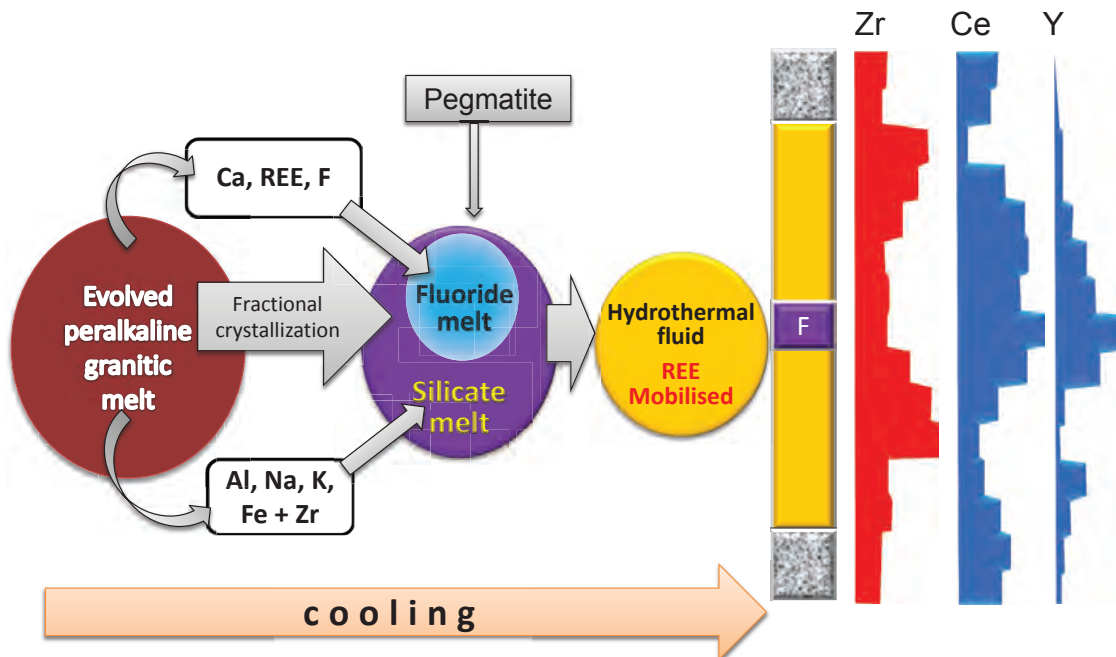 Zr Ce Y
Pegmatite
Ca, REE, F
Evolved
peralkaline
granitic
melt
Fractional
crystallization
Fluoride
melt
Silicate
melt
Hydrothermal
fluid
REE
Mobilised
F
Al, Na, K,
Fe + Zr
cooling